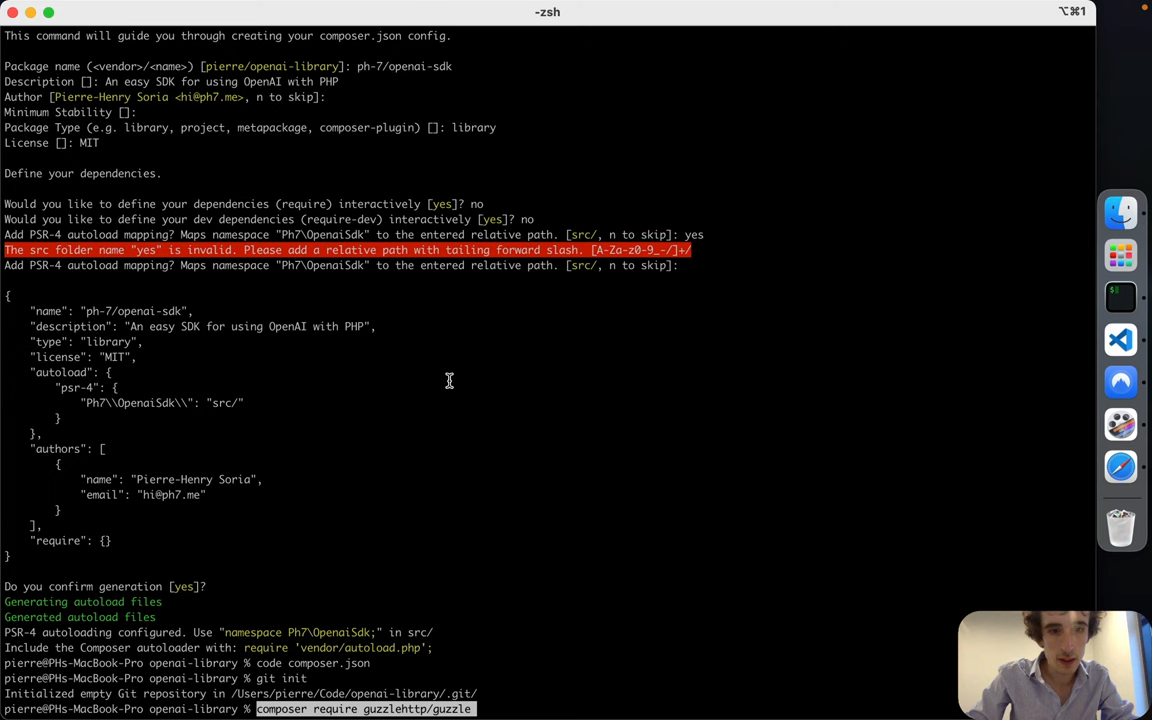 -zsh
⌥⌘1
This command will guide you through creating your composer.json config.
Package name (<vendor>/<name>) [pierre/openai-library]: ph-7/openai-sdk
Description []: An easy SDK for using OpenAI with PHP
Author [Pierre-Henry Soria <hi@ph7.me>, n to skip]:
Minimum Stability []:
Package Type (e.g. library, project, metapackage, composer-plugin) []: library
License []: MIT
Define your dependencies.
Would you like to define your dependencies (require) interactively [yes]? no
Would you like to define your dev dependencies (require-dev) interactively [yes]? no
Add PSR-4 autoload mapping? Maps namespace "Ph7\OpenaiSdk" to the entered relative path. [src/, n to skip]: yes
The src folder name "yes" is invalid. Please add a relative path with tailing forward slash. [A-Za-z0-9_-/]+/
Add PSR-4 autoload mapping? Maps namespace "Ph7\OpenaiSdk" to the entered relative path. [src/, n to skip]:
{
    "name": "ph-7/openai-sdk",
    "description": "An easy SDK for using OpenAI with PHP",
    "type": "library",
    "license": "MIT",
    "autoload": {
        "psr-4": {
            "Ph7\\OpenaiSdk\\": "src/"
        }
    },
    "authors": [
        {
            "name": "Pierre-Henry Soria",
            "email": "hi@ph7.me"
        }
    ],
    "require": {}
}
Do you confirm generation [yes]?
Generating autoload files
Generated autoload files
PSR-4 autoloading configured. Use "namespace Ph7\OpenaiSdk;" in src/
Include the Composer autoloader with: require 'vendor/autoload.php';
pierre@PHs-MacBook-Pro openai-library % code composer.json
pierre@PHs-MacBook-Pro openai-library % git init
Initialized empty Git repository in /Users/pierre/Code/openai-library/.git/
pierre@PHs-MacBook-Pro openai-library % composer require guzzlehttp/guzzle